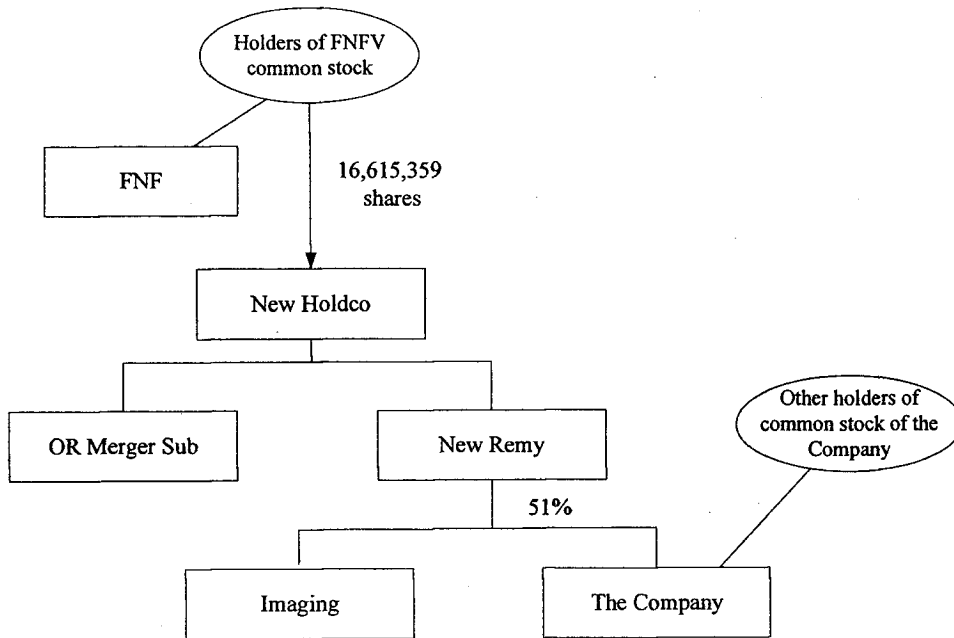 Holders of FNFV
common stock
FNF
16,615,359
shares
New Holdco
OR Merger Sub
New Remy
Other holders of
common stock of the
Company
51%
Imaging
The Company